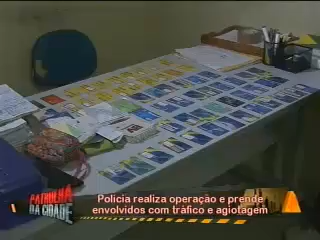 Polícia realiza operação e prende
envolvidos com tráfico e agiotagem
PATRULHA
DA CIDADE